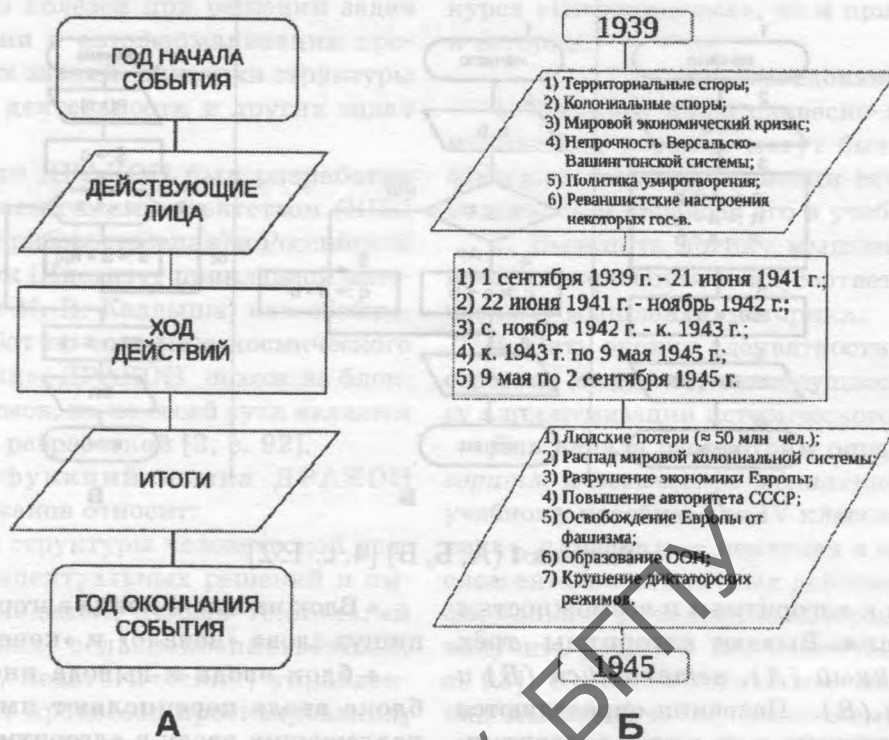 ГОД НАЧАЛА
СОБЫТИЯ
ДЕЙСТВУЮЩИЕ
ЛИЦА
ХОД
ДЕЙСТВИЙ
ИТОГИ
ГОД ОКОНЧАНИЯ
СОБЫТИЯ
А
1939
1) Территориальные споры;
2) Колониальные споры;
3) Мировой экономический кризис;
4) Непрочность Версальско-
Вашингтонской системы;
5) Политика умиротворения;
6) Реваншистские настроения
некоторых гос-в.
1) 1 сентября 1939 г. - 21 июня 1941 г.;
2) 22 июня 1941 г. - ноябрь 1942 г.;
3) с. ноября 1942 г. - к. 1943 г.;
4) к. 1943 г. по 9 мая 1945 г.;
5) 9 мая по 2 сентября 1945 г.
1) Людские потери (≈ 50 млн чел.);
2) Распад мировой колониальной системы;
3) Разрушение экономики Европы;
4) Повышение авторитета СССР;
5) Освобождение Европы от
фашизма;
6) Образование ООН;
7) Крушение диктаторских
режимов.
1945
Б
БГПУ